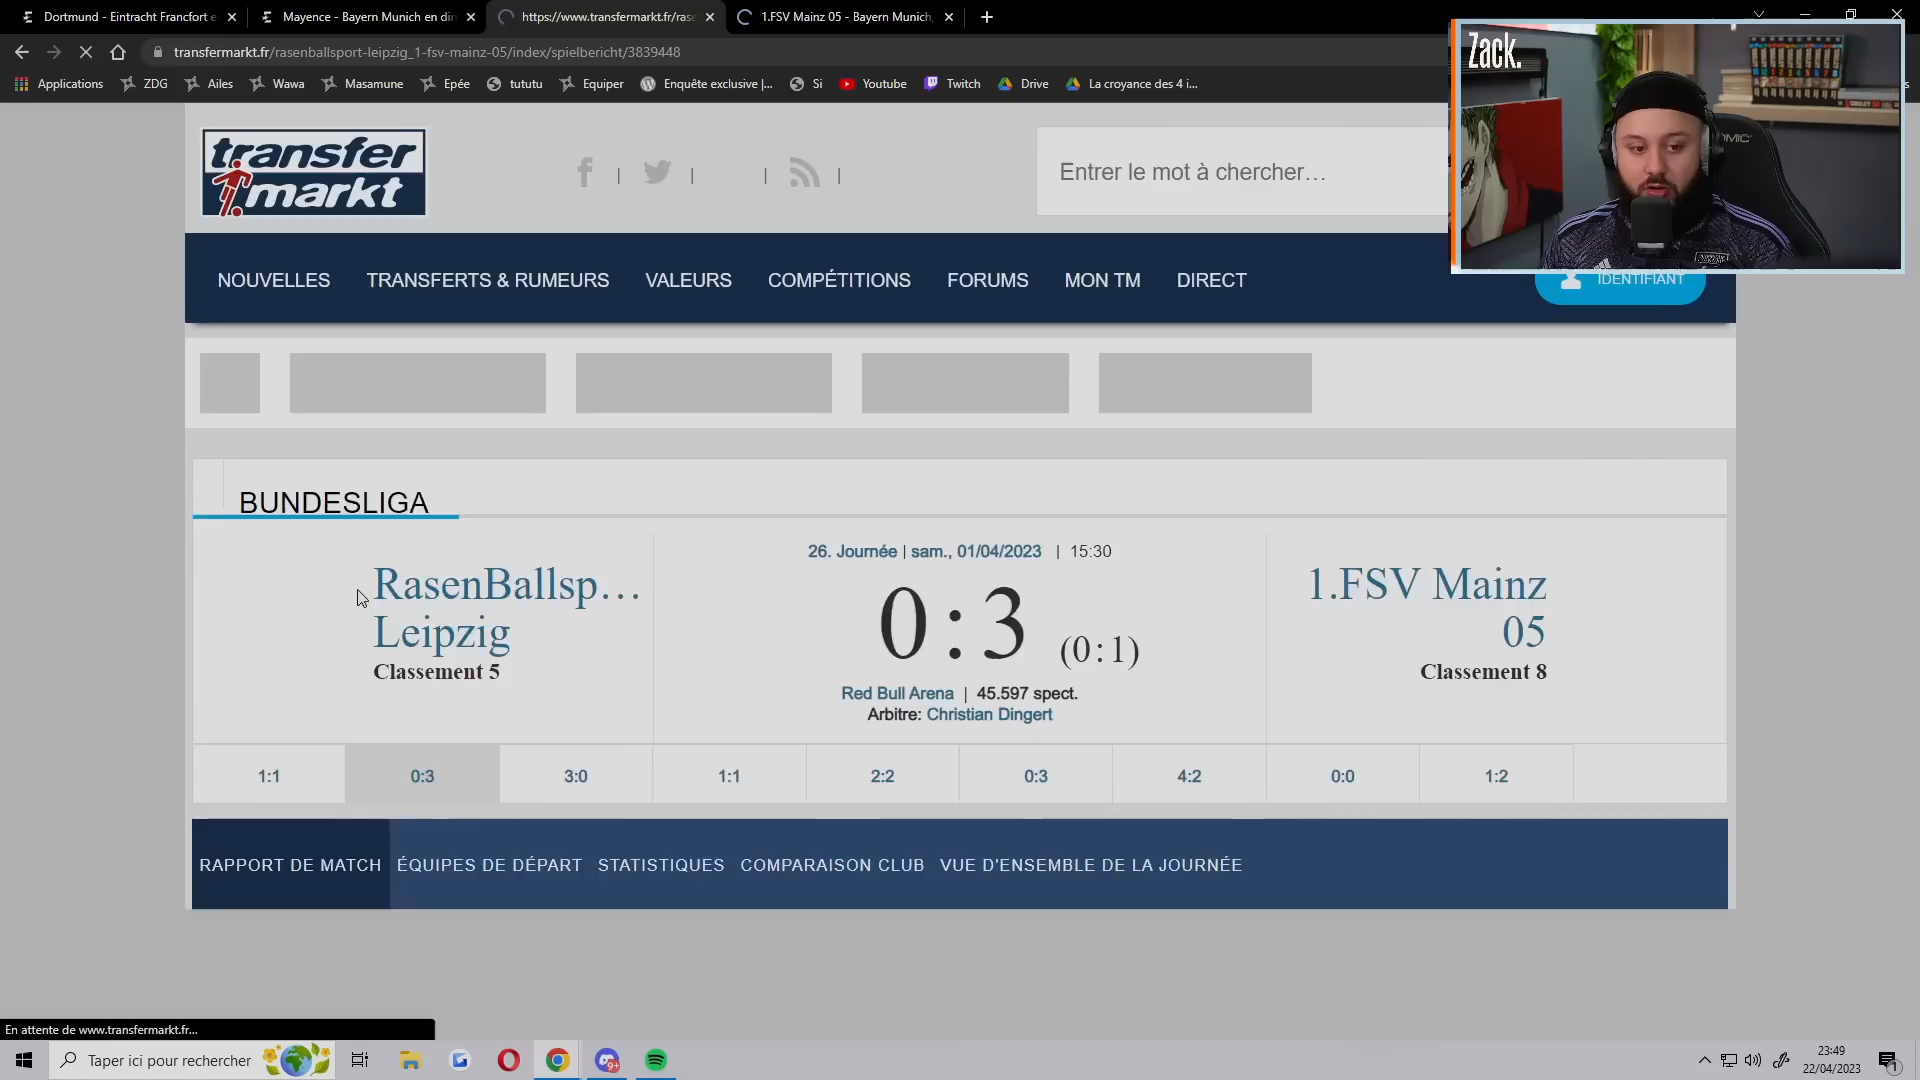 Dortmund - Eintracht Francfort e
Mayence - Bayern Munich en dir
https://www.transfermarkt.fr/rase
1.FSV Mainz 05 - Bayern Munich,
transfermarkt.fr/rasenballsport-leipzig_1-fsv-mainz-05/index/spielbericht/3839448
Applications
ZDG
Ailes
Wawa
Masamune
Epée
tututu
Equiper
Enquête exclusive |...
Si
Youtube
Twitch
Drive
La croyance des 4 i...
Zack.
transfer
markt
Entrer le mot à chercher...
NOUVELLES
TRANSFERTS & RUMEURS
VALEURS
COMPÉTITIONS
FORUMS
MON TM
DIRECT
IDENTIFIANT
BUNDESLIGA
26. Journée | sam., 01/04/2023 | 15:30
RasenBallsp...
Leipzig
Classement 5
0:3 (0:1)
1.FSV Mainz
05
Classement 8
Red Bull Arena | 45.597 spect.
Arbitre: Christian Dingert
1:1 0:3 3:0 1:1 2:2 0:3 4:2 0:0 1:2
RAPPORT DE MATCH
ÉQUIPES DE DÉPART
STATISTIQUES
COMPARAISON CLUB
VUE D'ENSEMBLE DE LA JOURNÉE
En attente de www.transfermarkt.fr...
Taper ici pour rechercher
9+
23:49
22/04/2023
1